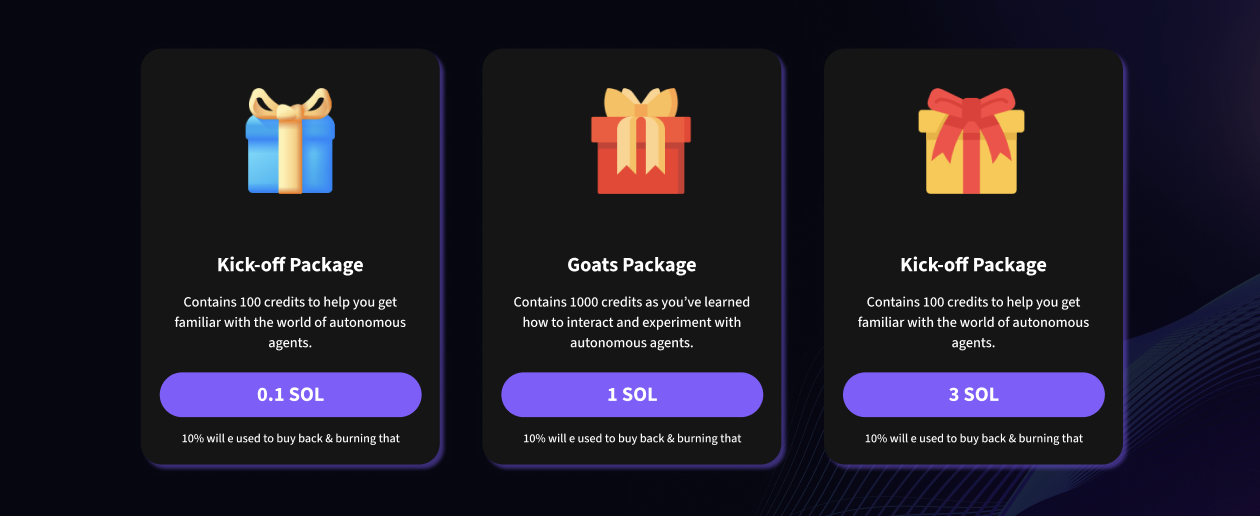 Kick-off Package
Contains 100 credits to help you get
familiar with the world of autonomous
agents.
0.1 SOL
10% will e used to buy back & burning that
Goats Package
Contains 1000 credits as you’ve learned
how to interact and experiment with
autonomous agents.
1 SOL
10% will e used to buy back & burning that
Kick-off Package
Contains 100 credits to help you get
familiar with the world of autonomous
agents.
3 SOL
10% will e used to buy back & burning that